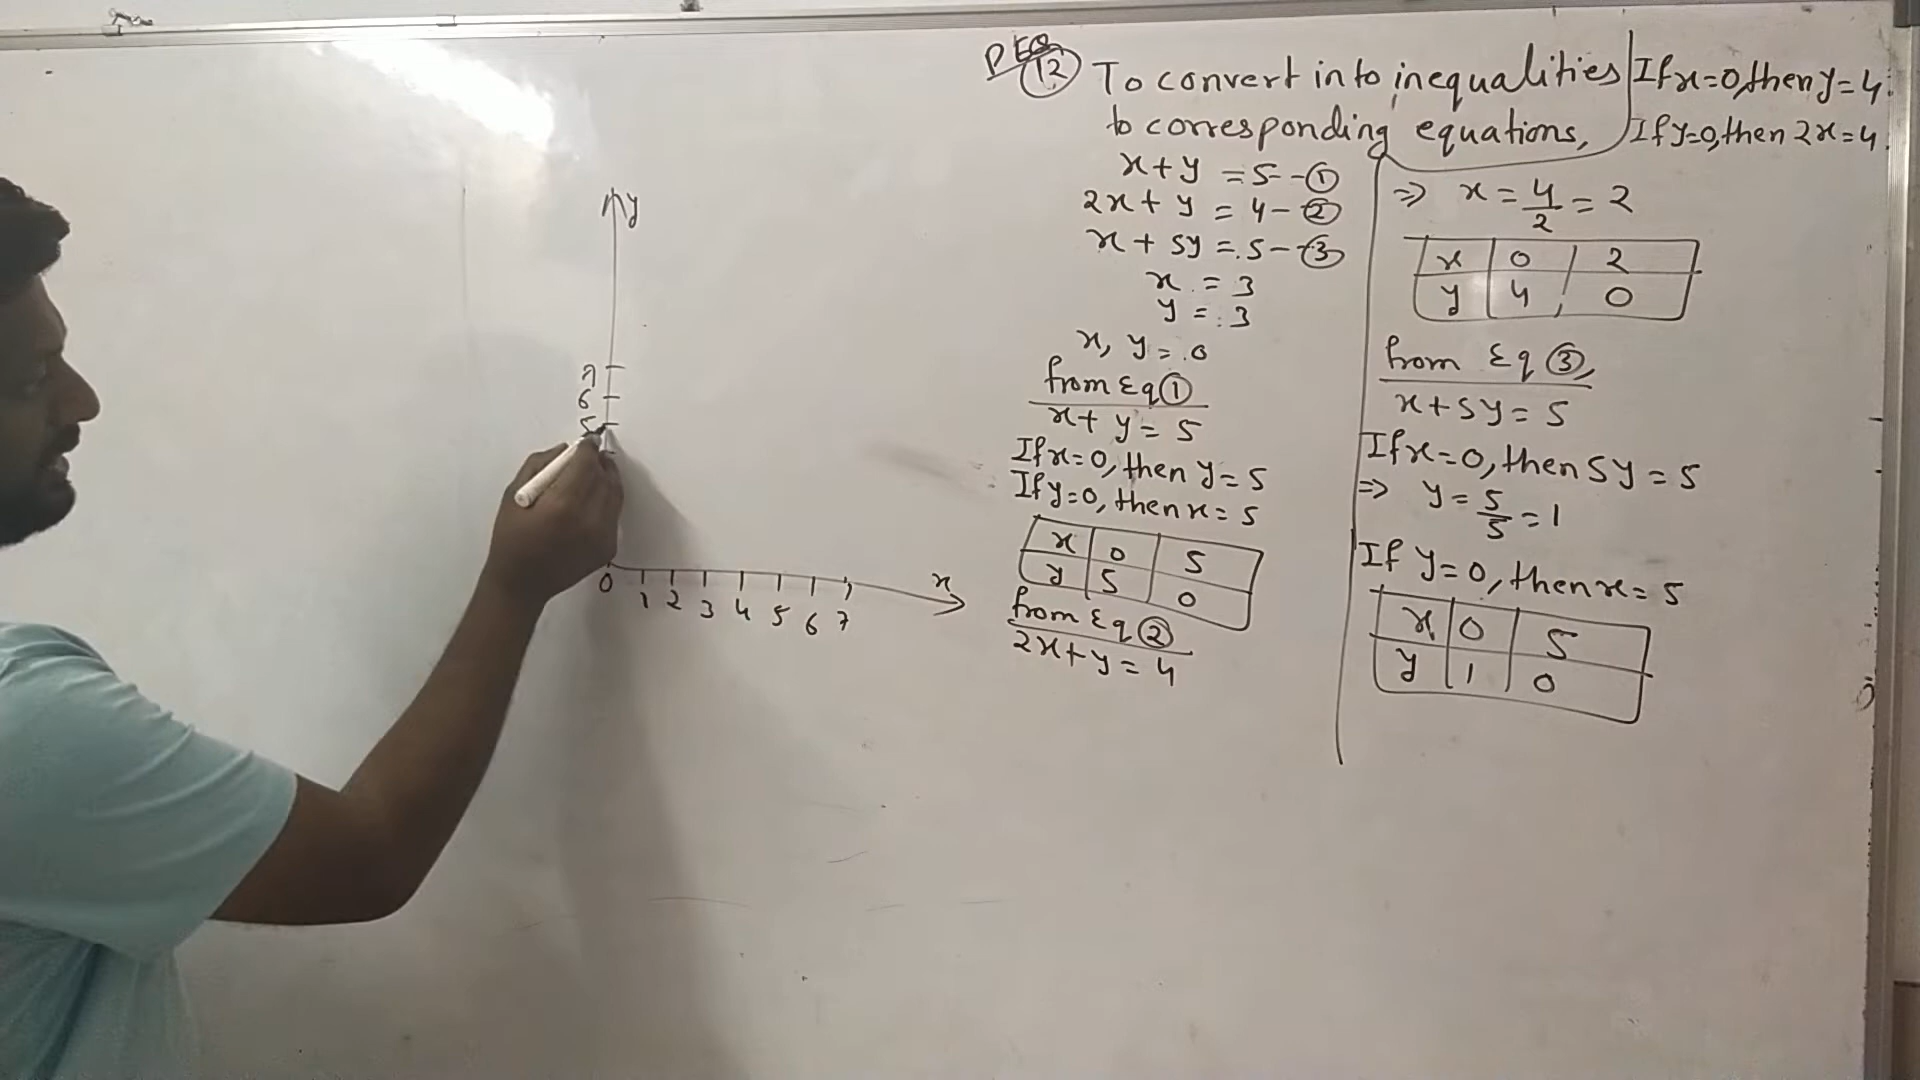 12 To convert in to inequalities
to corresponding equations,
x+y = 5 - ①
2x+y = 4 - ②
x + 5y = 5 - ③
x = 3
y = 3
x, y = 0
from Eq ①
x+y = 5
If x=0, then y = 5
If y=0, then x = 5
x 0 5
y 5 0
from Eq ②
2x+y = 4
If x=0, then y=4
If y=0, then 2x=4
⇒ x = 4/2 = 2
x 0 2
y 4 0
from Eq ③,
x+5y = 5
If x=0, then 5y = 5
⇒ y = 5/5 = 1
If y=0, then x = 5
x 0 5
y 1 0
y
7
6
5
0 1 2 3 4 5 6 7
x